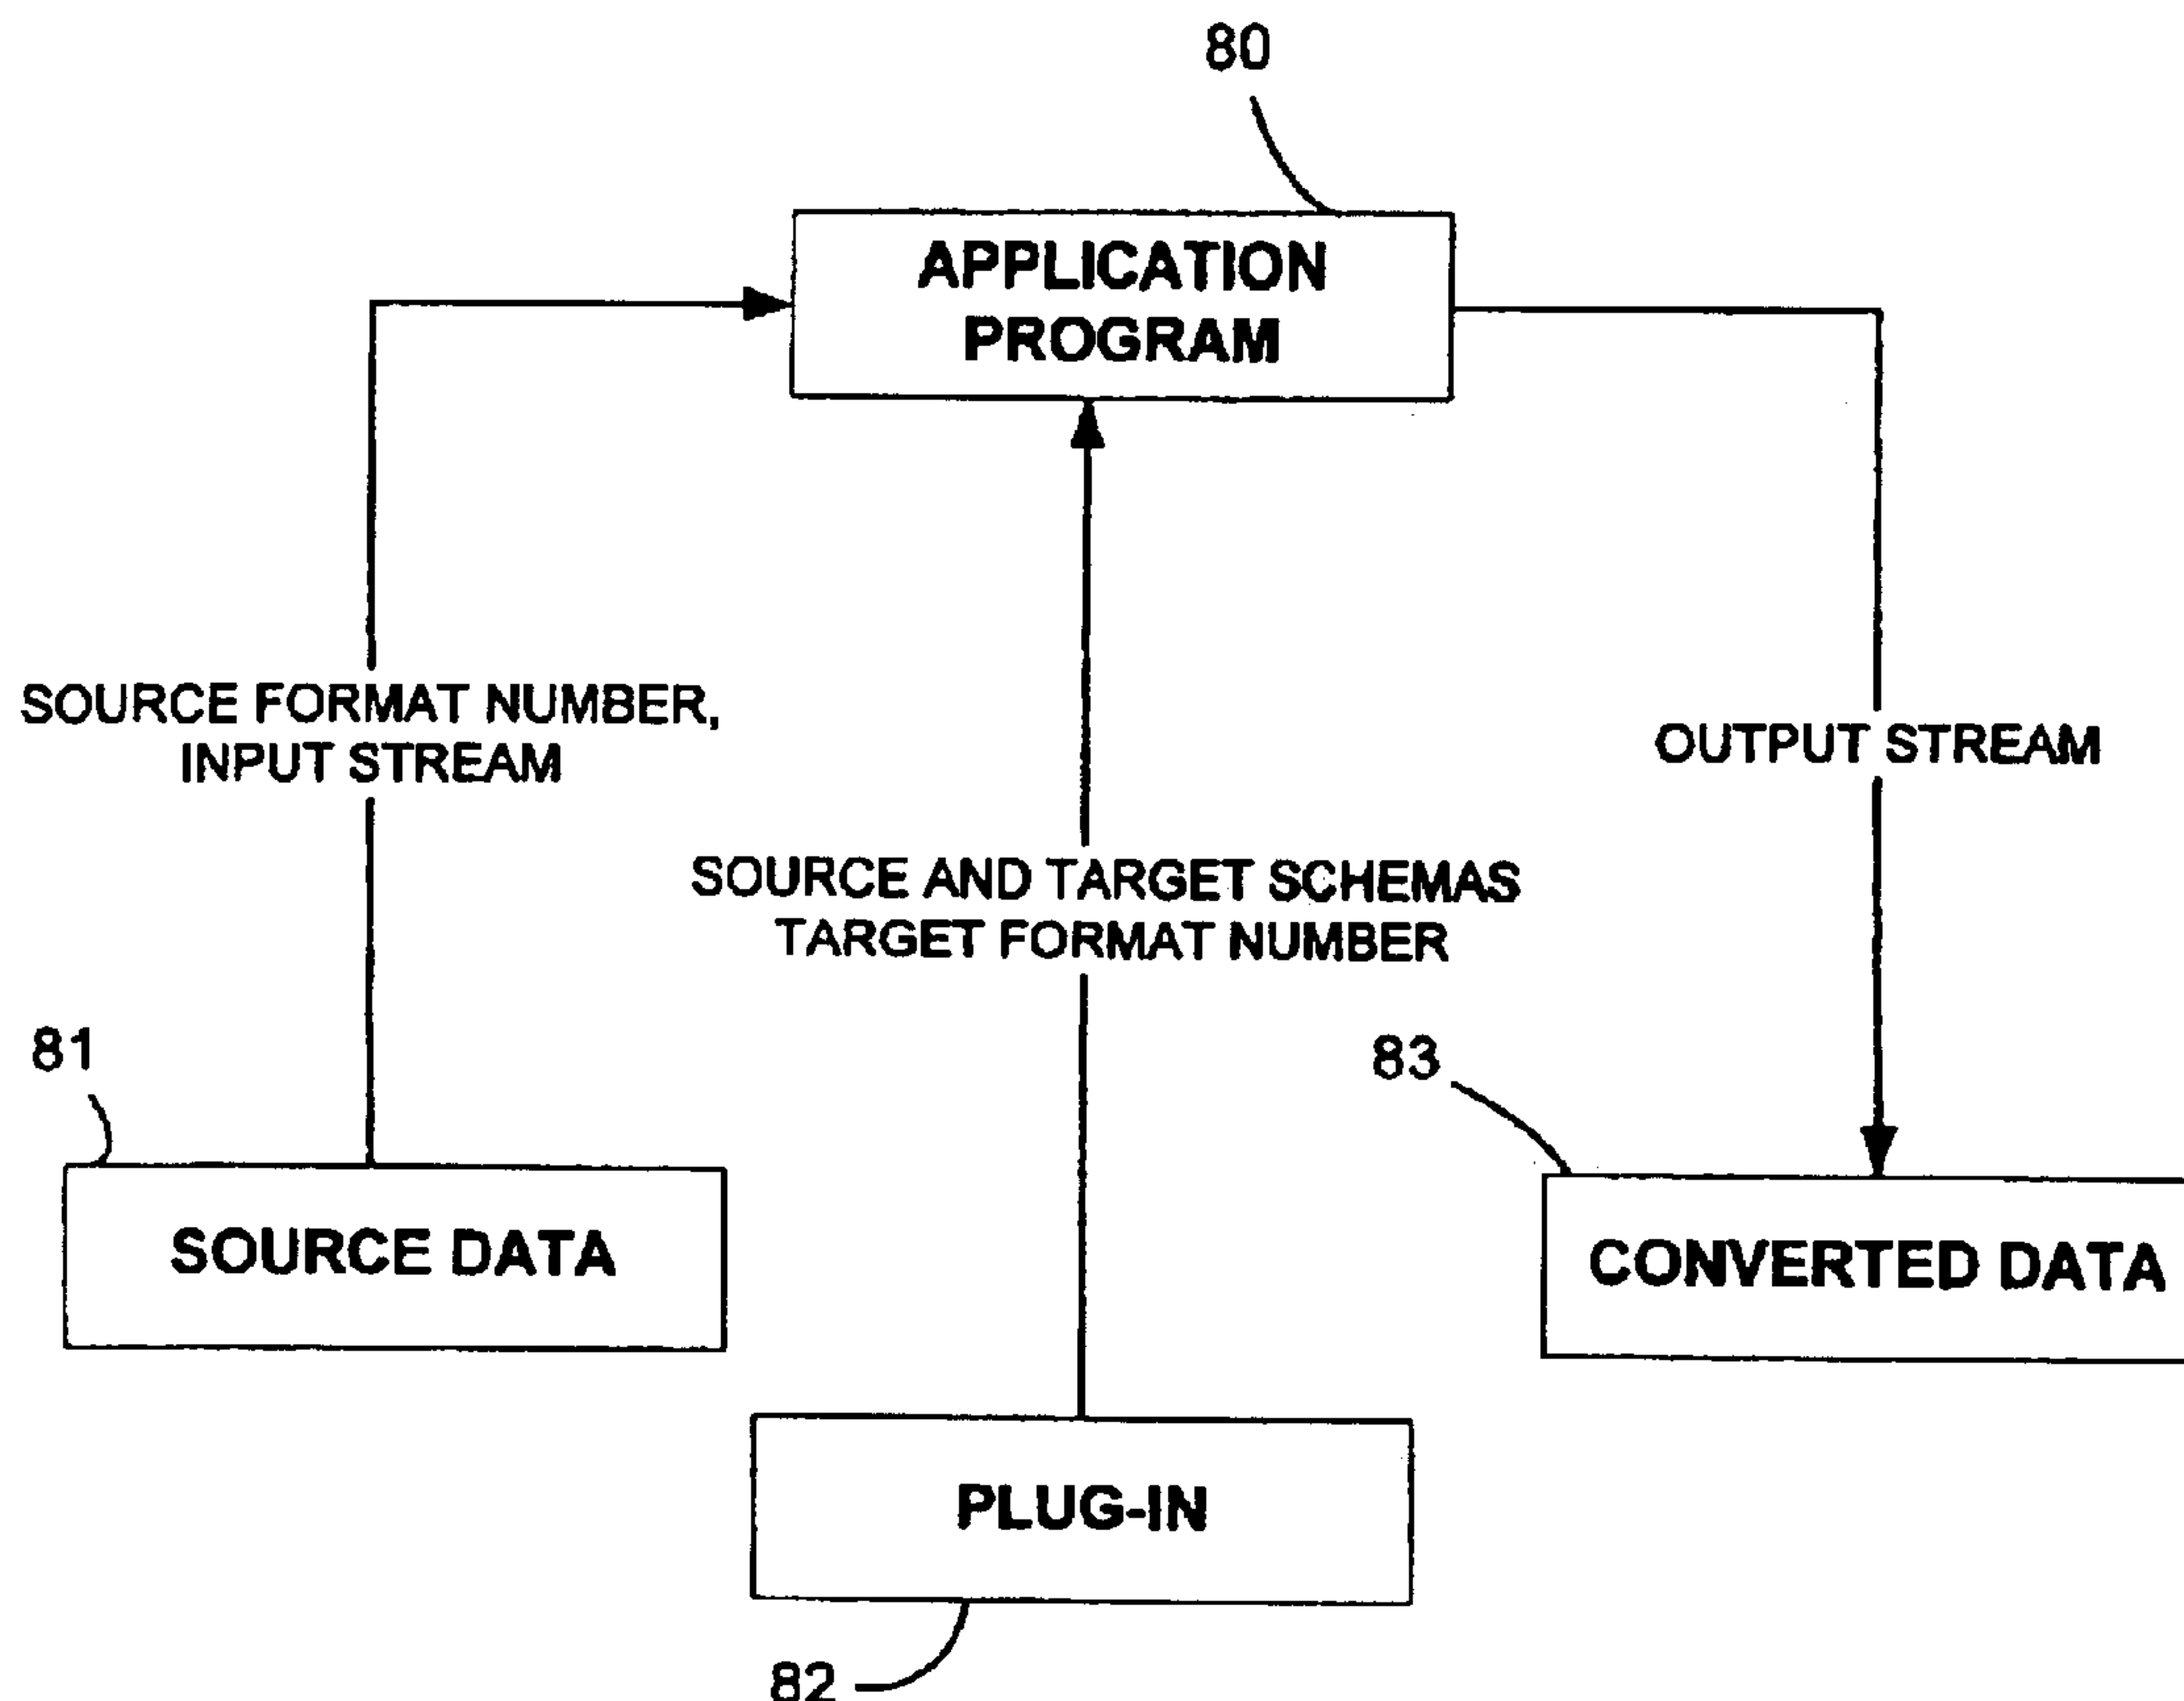 80
APPLICATION
PROGRAM
SOURCE FORMAT NUMBER,
INPUT STREAM
OUTPUT STREAM
SOURCE AND TARGET SCHEMAS
TARGET FORMAT NUMBER
81
83
SOURCE DATA
CONVERTED DATA
PLUG-IN
82